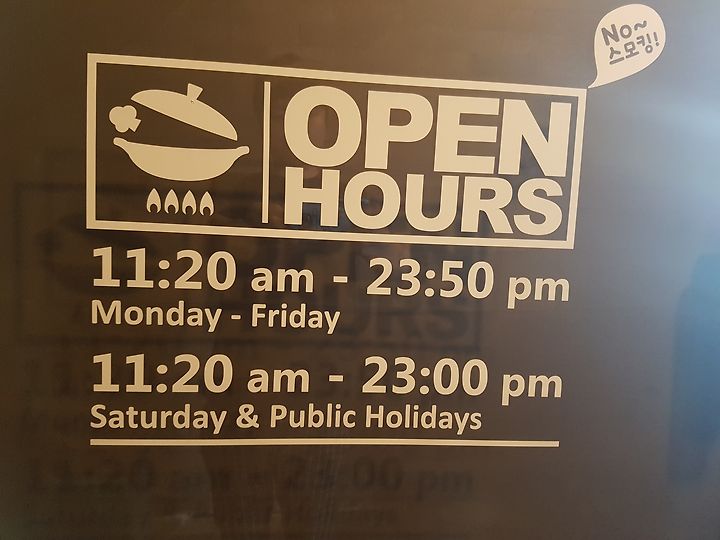 No~
스모킹!!
OPEN
HOURS
11:20 am - 23:50 pm
Monday - Friday
11:20 am - 23:00 pm
Saturday & Public Holidays